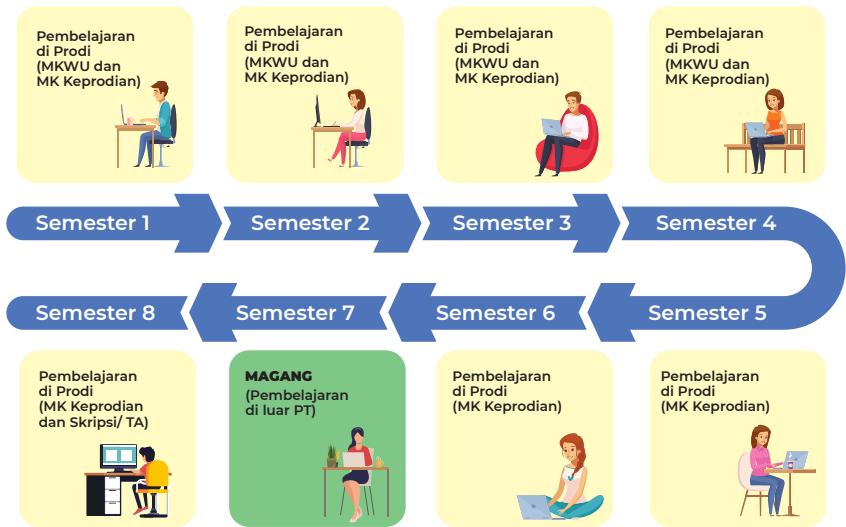 Pembelajaran
di Prodi
(MKWU dan
MK Keprodian)
Pembelajaran
di Prodi
(MKWU dan
MK Keprodian)
Pembelajaran
di Prodi
(MKWU dan
MK Keprodian)
Pembelajaran
di Prodi
(MKWU dan
MK Keprodian)
Semester 1
Semester 2
Semester 3
Semester 4
Semester 8
Semester 7
Semester 6
Semester 5
Pembelajaran
di Prodi
(MK Keprodian
dan Skripsi/ TA)
MAGANG
(Pembelajaran
di luar PT)
Pembelajaran
di Prodi
(MK Keprodian)
Pembelajaran
di Prodi
(MK Keprodian)